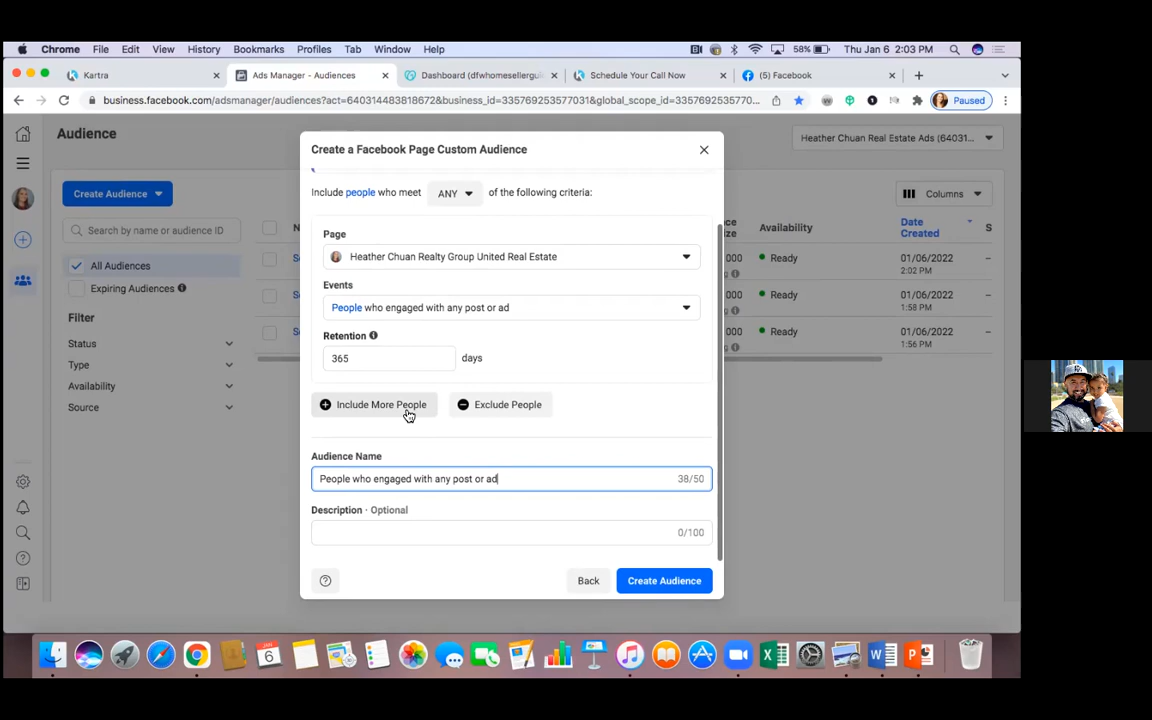 Chrome File Edit View History Bookmarks Profiles Tab Window Help 58% Thu Jan 6 2:03 PM
Kartra Ads Manager - Audiences Dashboard (dfwhomesellerguid Schedule Your Call Now (5) Facebook
business.facebook.com/adsmanager/audiences?act=640314483818672&business_id=335769253577031&global_scope_id=3357692535770... Paused
Audience
Heather Chuan Real Estate Ads (64031...
Create a Facebook Page Custom Audience
Create Audience
Columns
Include people who meet ANY of the following criteria:
Search by name or audience ID
Availability
Date
Created
S
Page
Heather Chuan Realty Group United Real Estate
All Audiences
000
Ready
01/06/2022
2:02 PM
Expiring Audiences
Events
People who engaged with any post or ad
000
Ready
01/06/2022
1:58 PM
Filter
Status
Retention
365 days
000
Ready
01/06/2022
1:56 PM
Type
Availability
Source
Include More People
Exclude People
Audience Name
People who engaged with any post or ad 38/50
Description · Optional
0/100
Back
Create Audience
6